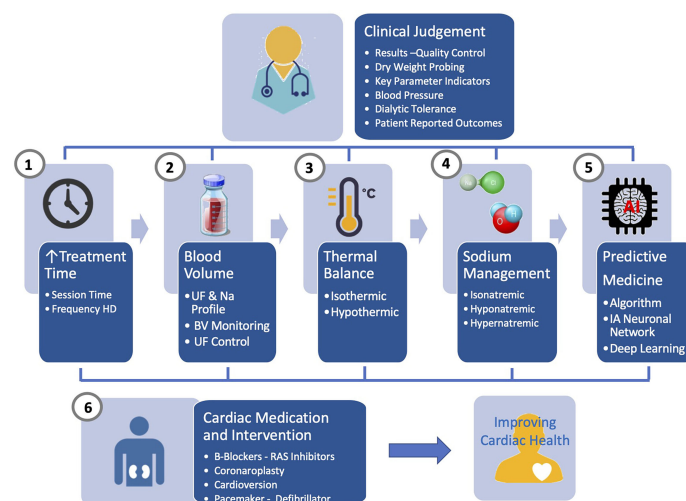 Clinical Judgement
• Results –Quality Control
• Dry Weight Probing
• Key Parameter Indicators
• Blood Pressure
• Dialytic Tolerance
• Patient Reported Outcomes
1
2
3
4
5
°C
H
O
H
AI
↑Treatment
Time
• Session Time
• Frequency HD
Blood
Volume
• UF & Na
Profile
• BV Monitoring
• UF Control
Thermal
Balance
• Isothermic
• Hypothermic
Sodium
Management
• Isonatremic
• Hyponatremic
• Hypernatremic
Predictive
Medicine
• Algorithm
• IA Neuronal
Network
• Deep Learning
6
Cardiac Medication
and Intervention
• B-Blockers - RAS Inhibitors
• Coronaroplasty
• Cardioversion
• Pacemaker - Defibrillator
Improving
Cardiac Health